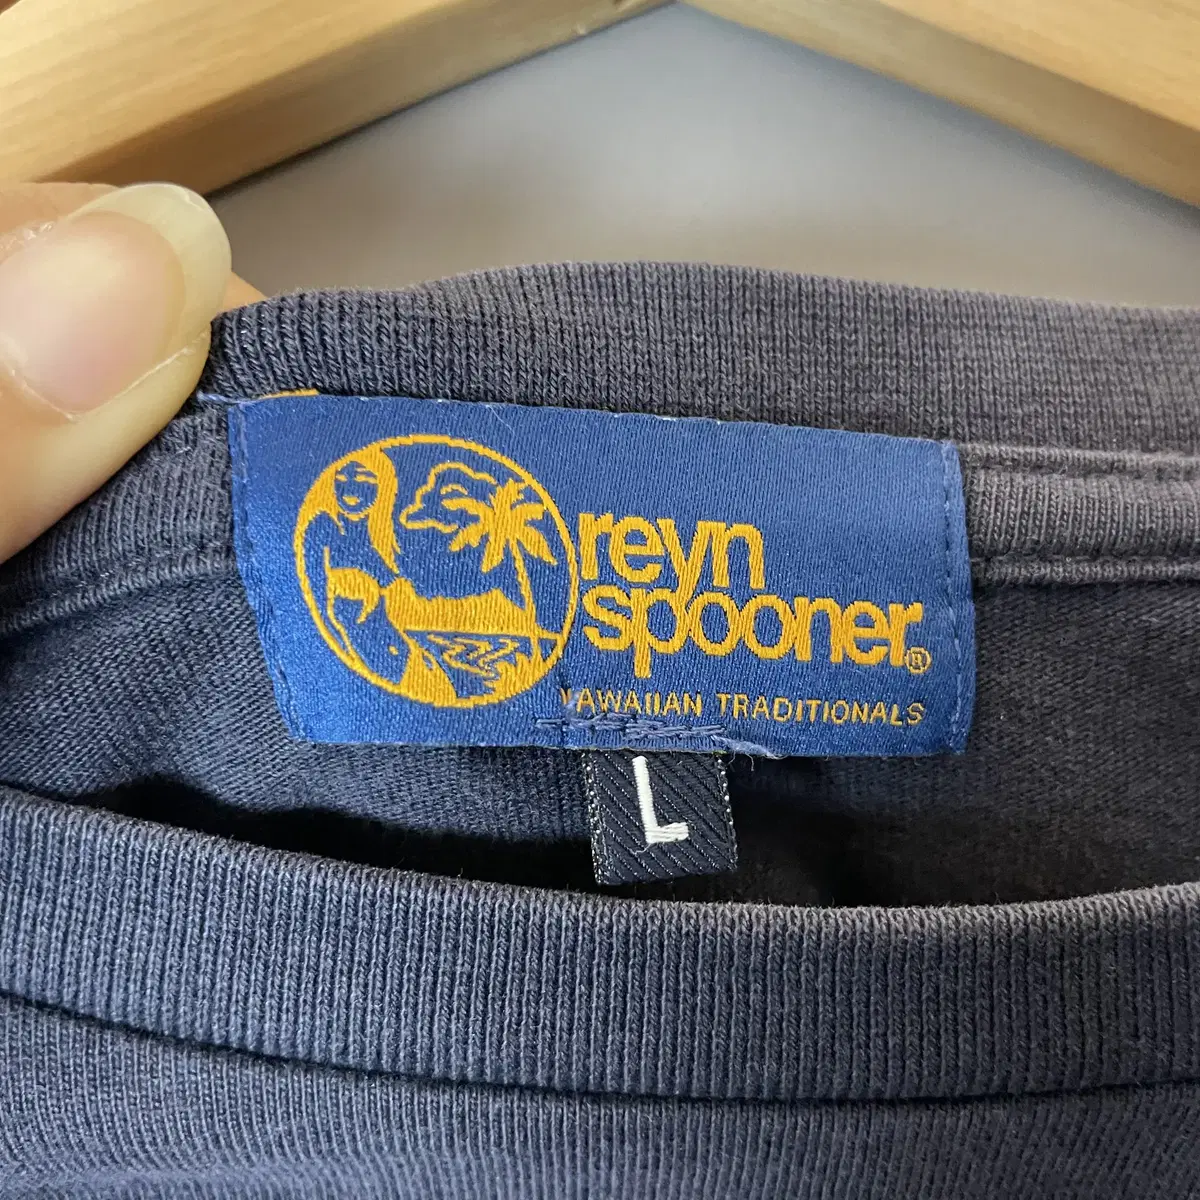 reyn
spooner®
HAWAIIAN TRADITIONALS
L